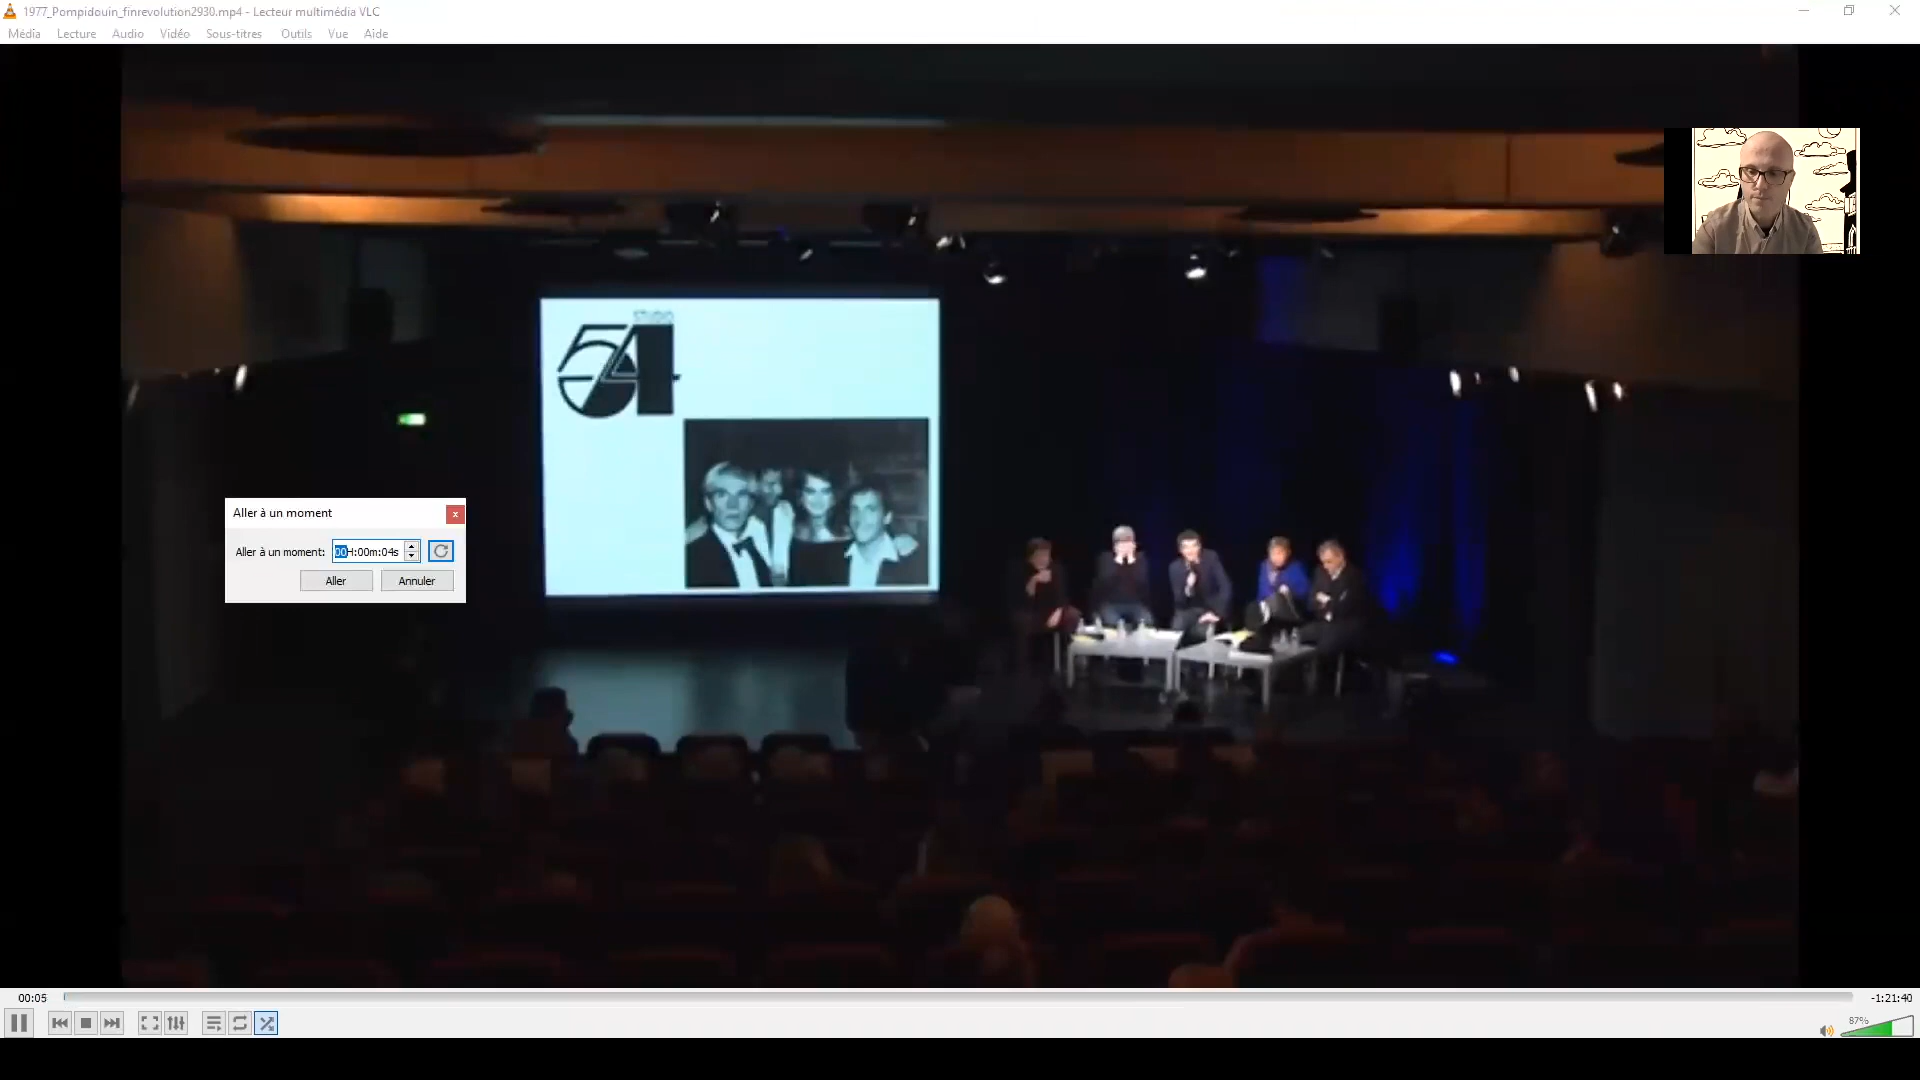 1977_Pompidouin_finrevolution2930.mp4 - Lecteur multimédia VLC
Média Lecture Audio Vidéo Sous-titres Outils Vue Aide
STUDIO
54
Aller à un moment
x
Aller à un moment: 00H:00m:04s
Aller Annuler
00:05 -1:21:40
87%